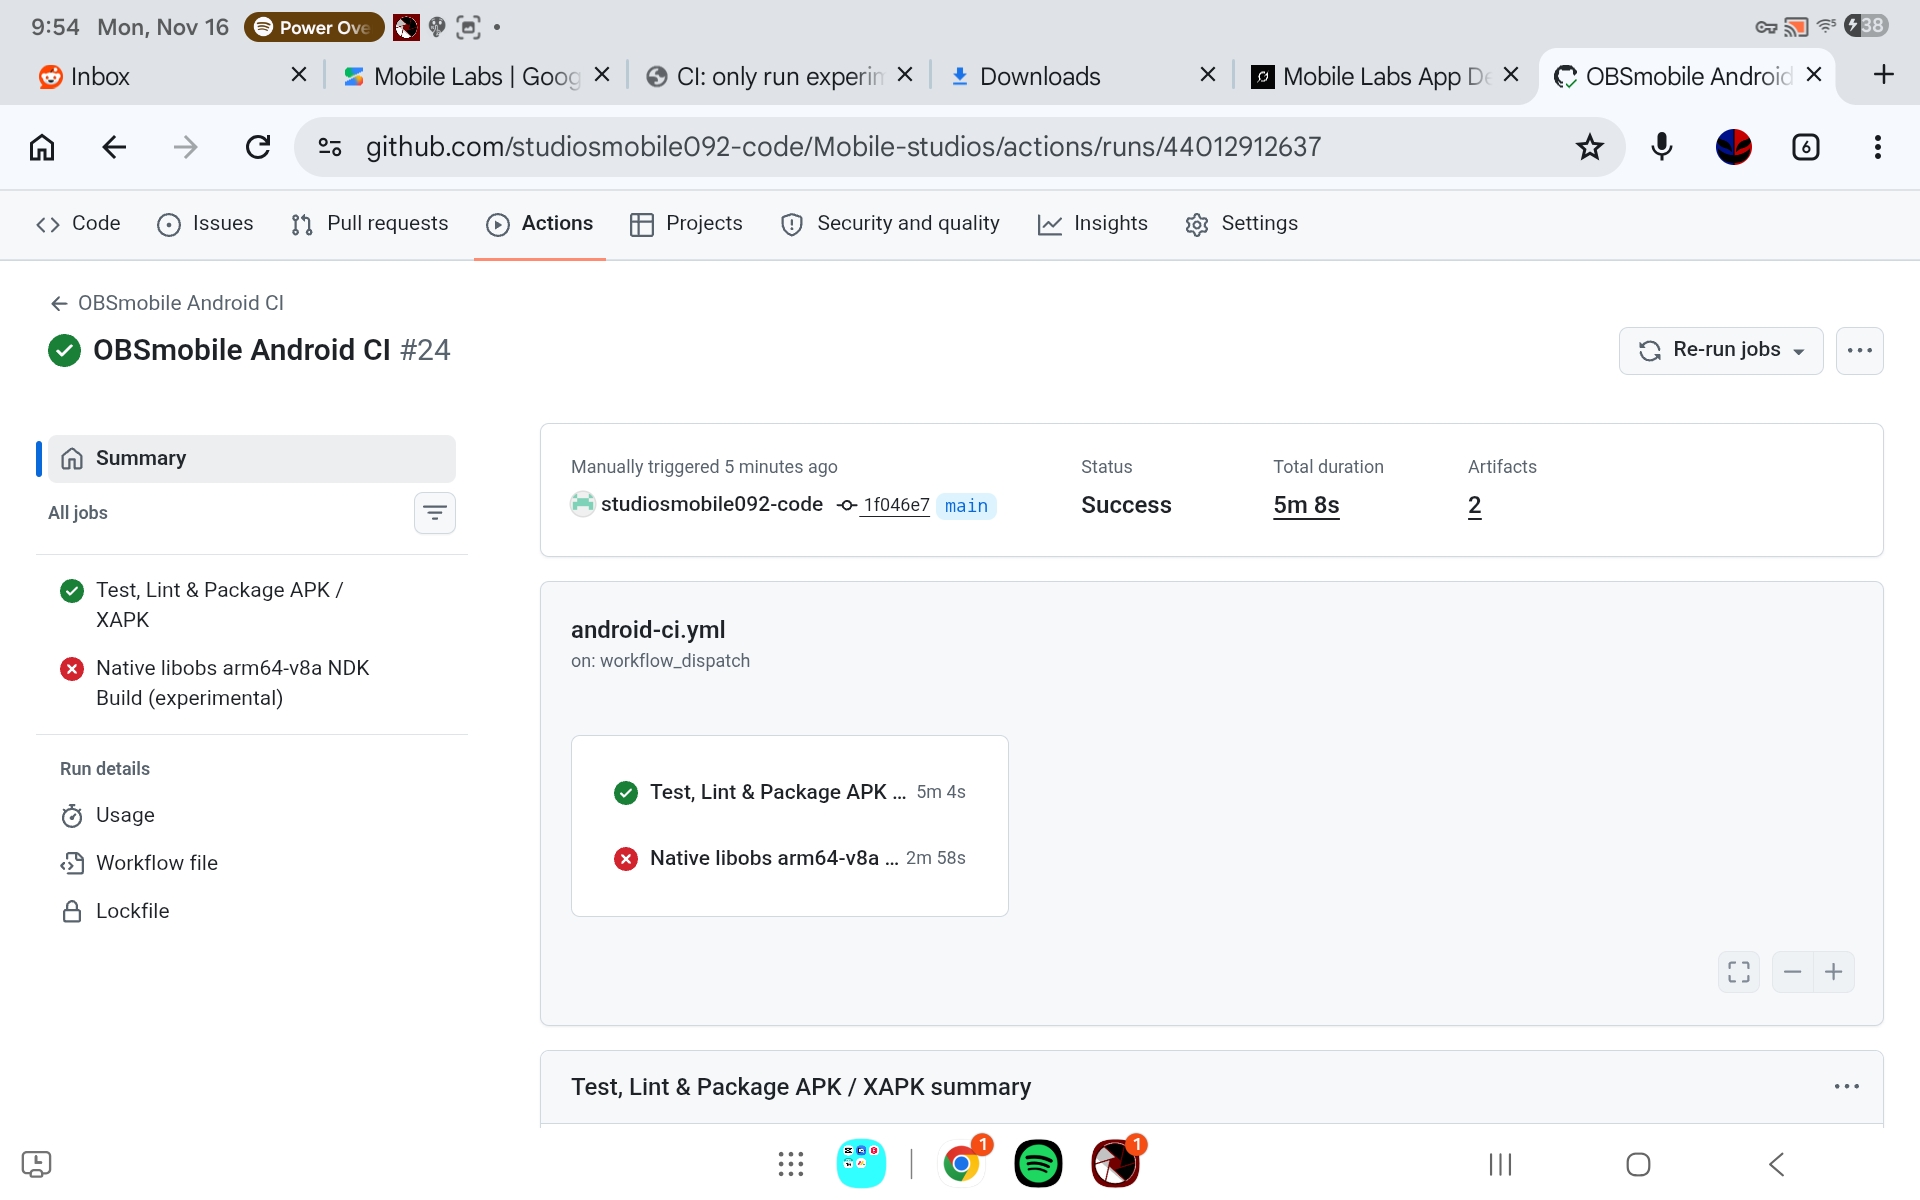 9:54 Mon, Nov 16 Power Ove 38
Inbox Mobile Labs | Goog CI: only run experim Downloads Mobile Labs App De OBSmobile Android
github.com/studiosmobile092-code/Mobile-studios/actions/runs/44012912637 6
Code Issues Pull requests Actions Projects Security and quality Insights Settings
OBSmobile Android CI
OBSmobile Android CI #24
Re-run jobs
Summary
All jobs
Test, Lint & Package APK /
XAPK
Native libobs arm64-v8a NDK
Build (experimental)
Run details
Usage
Workflow file
Lockfile
Manually triggered 5 minutes ago Status Total duration Artifacts
studiosmobile092-code 1f046e7 main Success 5m 8s 2
android-ci.yml
on: workflow_dispatch
Test, Lint & Package APK ... 5m 4s
Native libobs arm64-v8a ... 2m 58s
Test, Lint & Package APK / XAPK summary
1 1